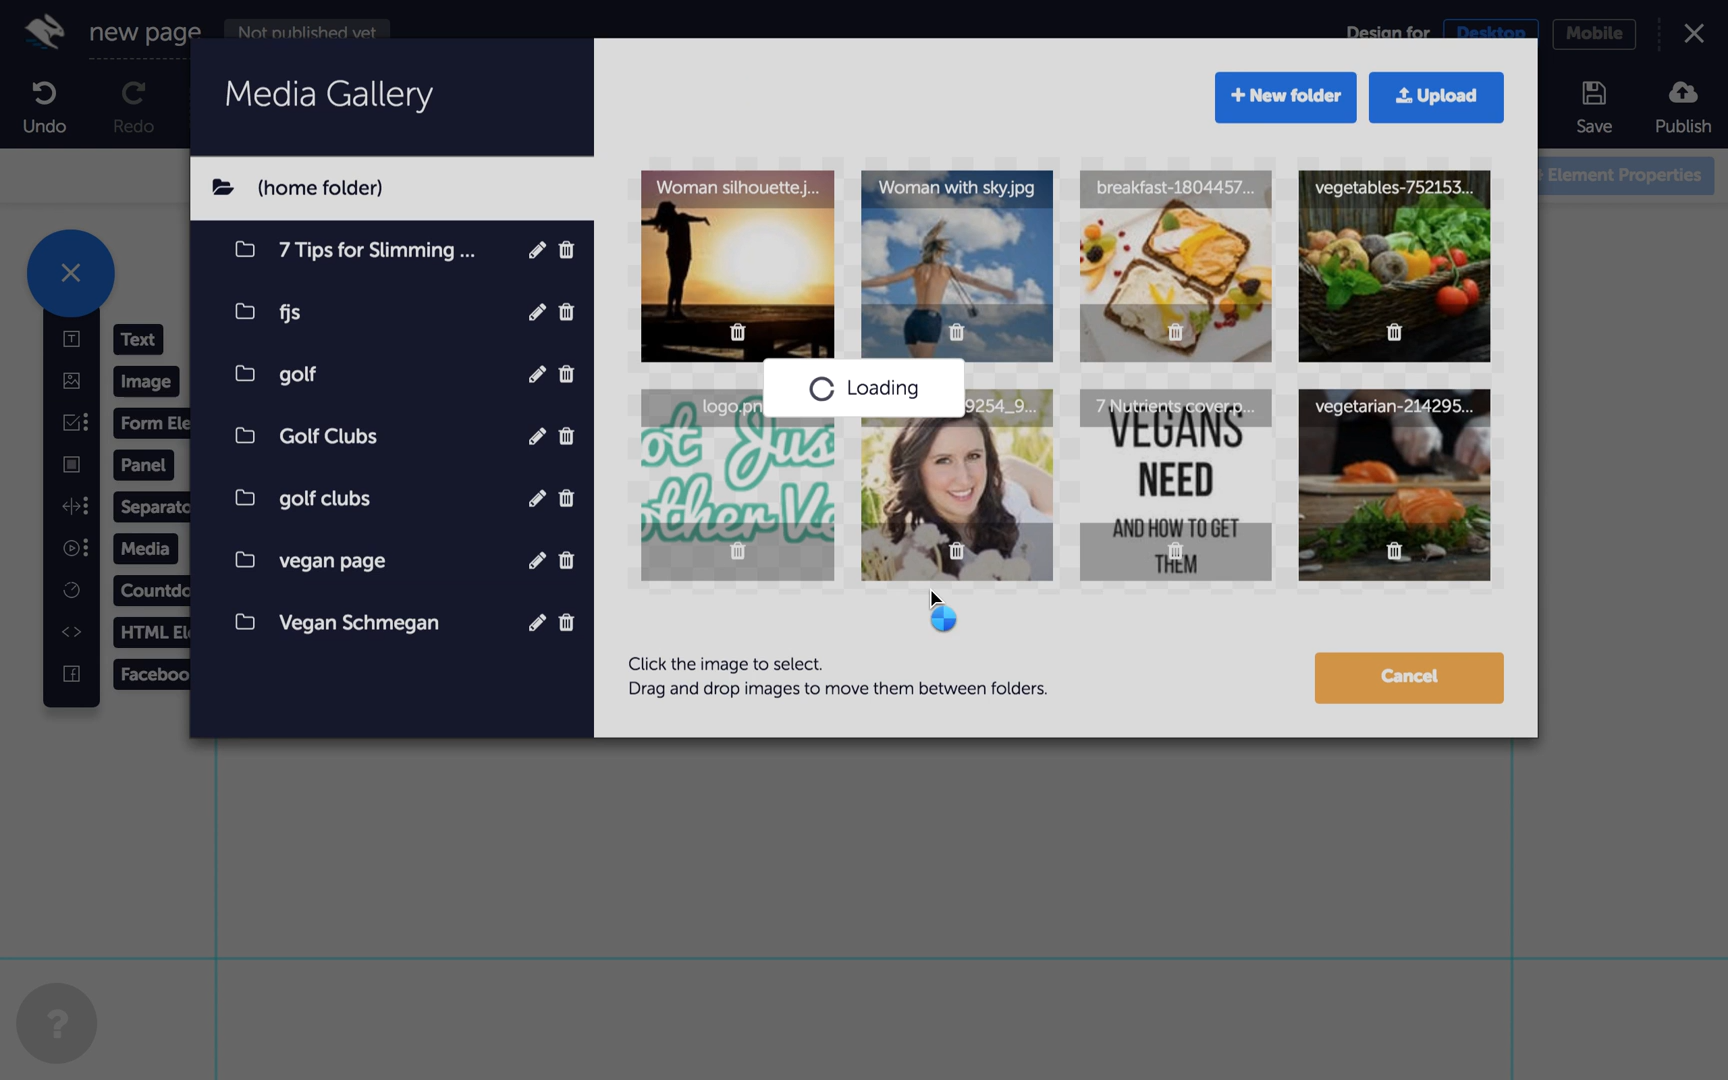 new page
Not published yet
Design for
Desktop
Mobile
Undo
Redo
Save
Publish
Media Gallery
+ New folder
Upload
Element Properties
(home folder)
7 Tips for Slimming ...
fjs
golf
Golf Clubs
golf clubs
vegan page
Vegan Schmegan
Text
Image
Form Ele
Panel
Separato
Media
Countdo
HTML El
Faceboo
Woman silhouette.j...
Woman with sky.jpg
breakfast-1804457...
vegetables-752153...
Loading
logo.pn
9254_9...
7 Nutrients cover.p...
vegetarian-214295...
ot Jus
other Ve
VEGANS
NEED
AND HOW TO GET
THEM
Click the image to select.
Drag and drop images to move them between folders.
Cancel
?